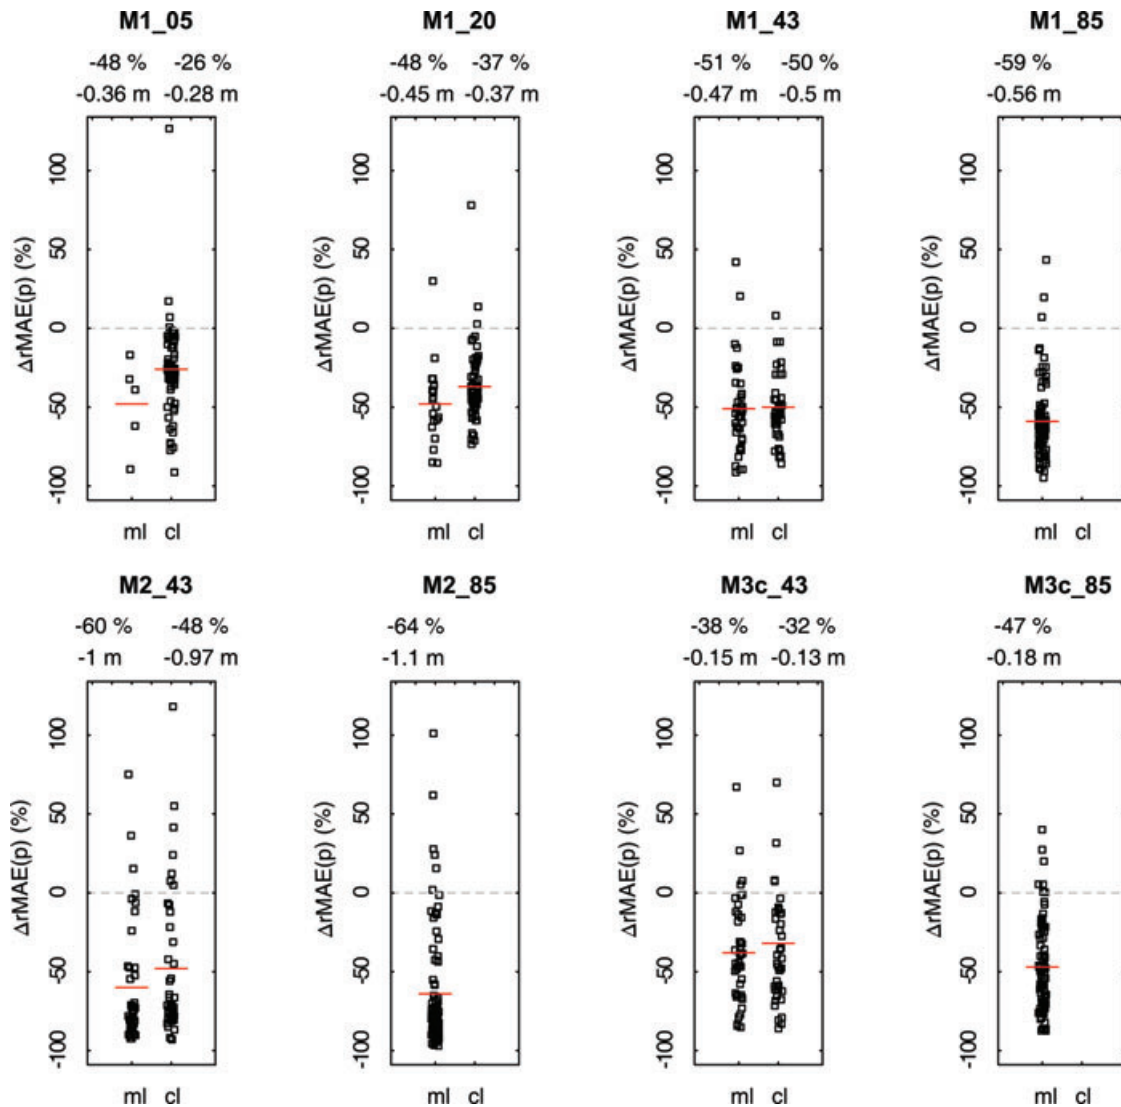 M1_05 M1_20 M1_43 M1_85
-48 % -26 % -48 % -37 % -51 % -50 % -59 %
-0.36 m -0.28 m -0.45 m -0.37 m -0.47 m -0.5 m -0.56 m
100 100 100 100
50 50 50 50
0 0 0 0
-50 -50 -50 -50
-100 -100 -100 -100
ΔrMAE(p) (%) ΔrMAE(p) (%) ΔrMAE(p) (%) ΔrMAE(p) (%)
ml cl ml cl ml cl ml cl
M2_43 M2_85 M3c_43 M3c_85
-60 % -48 % -64 % -38 % -32 % -47 %
-1 m -0.97 m -1.1 m -0.15 m -0.13 m -0.18 m
100 100 100 100
50 50 50 50
0 0 0 0
-50 -50 -50 -50
-100 -100 -100 -100
ΔrMAE(p) (%) ΔrMAE(p) (%) ΔrMAE(p) (%) ΔrMAE(p) (%)
ml cl ml cl ml cl ml cl